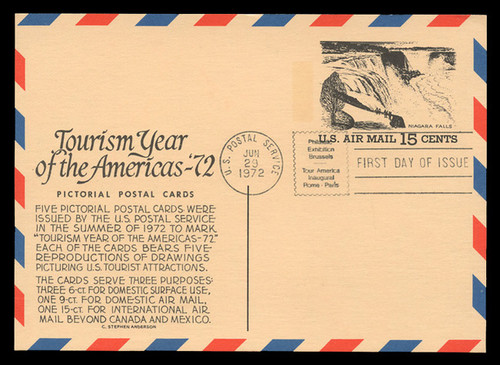 NIAGARA FALLS
U.S. AIR MAIL 15 CENTS
Tourism Year
of the Americas-'72
PICTORIAL POSTAL CARDS
FIVE PICTORIAL POSTAL CARDS WERE
ISSUED BY THE U.S. POSTAL SERVICE
IN THE SUMMER OF 1972 TO MARK
"TOURISM YEAR OF THE AMERICAS-72"
EACH OF THE CARDS BEARS FIVE
REPRODUCTIONS OF DRAWINGS
PICTURING U.S. TOURIST ATTRACTIONS.
THE CARDS SERVE THREE PURPOSES:
THREE 6-CT. FOR DOMESTIC SURFACE USE,
ONE 9-CT. FOR DOMESTIC AIR MAIL,
ONE 15-CT. FOR INTERNATIONAL AIR
MAIL BEYOND CANADA AND MEXICO.
C. STEPHEN ANDERSON
U.S. POSTAL SERVICE
JUN
29
1972
Philatelic
Exhibition
Brussels
Tour America
Inaugural
Rome - Paris
FIRST DAY OF ISSUE